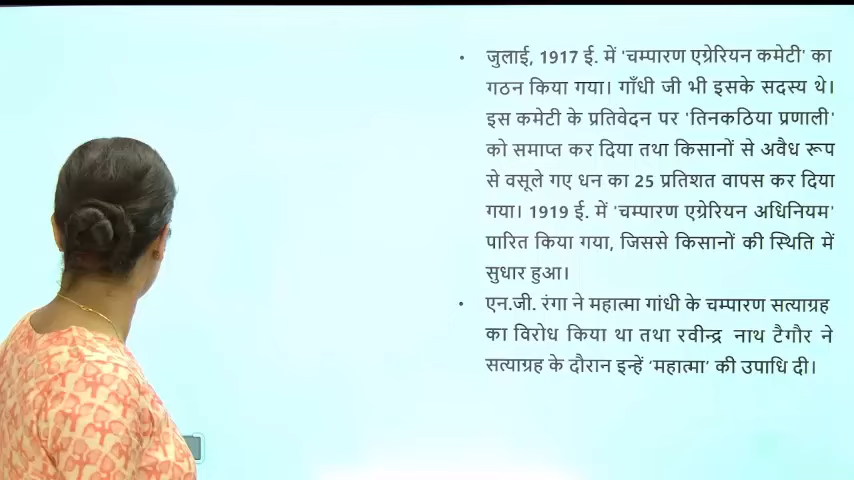 • जुलाई, 1917 ई. में 'चम्पारण एग्रेरियन कमेटी' का
गठन किया गया। गाँधी जी भी इसके सदस्य थे।
इस कमेटी के प्रतिवेदन पर 'तिनकठिया प्रणाली'
को समाप्त कर दिया तथा किसानों से अवैध रूप
से वसूले गए धन का 25 प्रतिशत वापस कर दिया
गया। 1919 ई. में 'चम्पारण एग्रेरियन अधिनियम'
पारित किया गया, जिससे किसानों की स्थिति में
सुधार हुआ।
• एन.जी. रंगा ने महात्मा गांधी के चम्पारण सत्याग्रह
का विरोध किया था तथा रवीन्द्र नाथ टैगौर ने
सत्याग्रह के दौरान इन्हें 'महात्मा' की उपाधि दी।